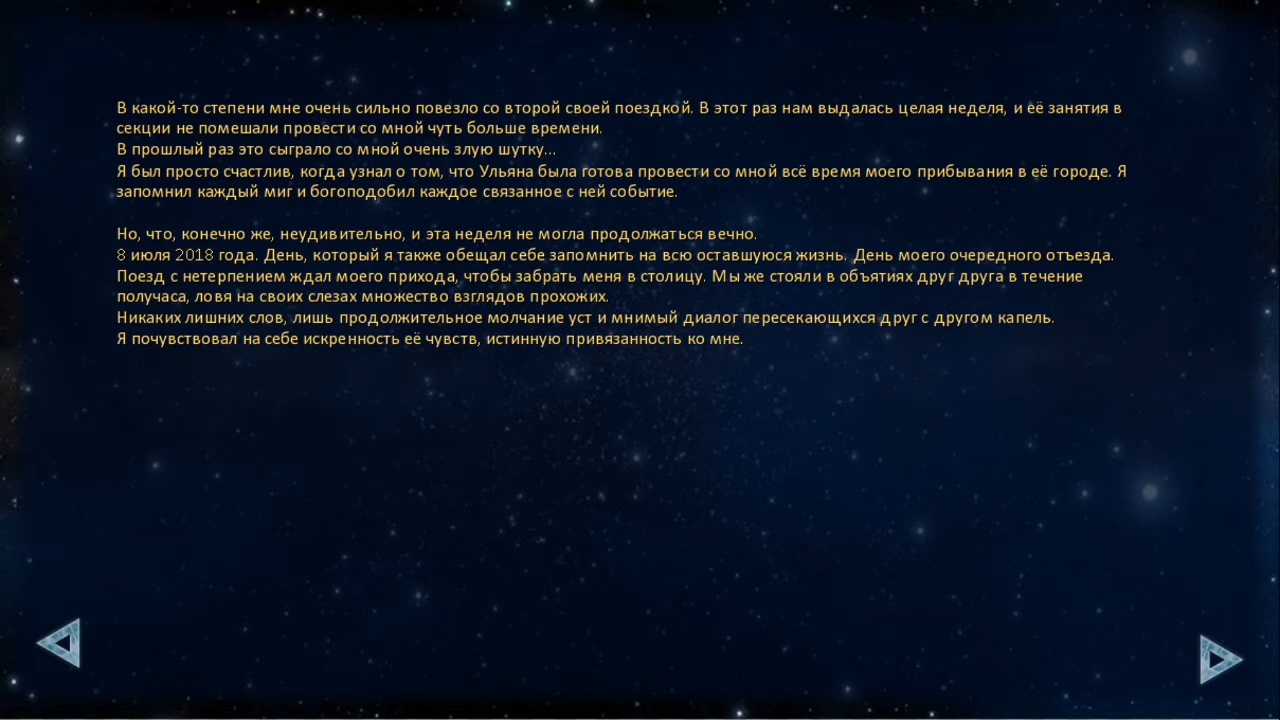 В какой-то степени мне очень сильно повезло со второй своей поездкой. В этот раз нам выдалась целая неделя, и её занятия в
секции не помешали провести со мной чуть больше времени.
В прошлый раз это сыграло со мной очень злую шутку...
Я был просто счастлив, когда узнал о том, что Ульяна была готова провести со мной всё время моего прибывания в её городе. Я
запомнил каждый миг и богоподобил каждое связанное с ней событие.
Но, что, конечно же, неудивительно, и эта неделя не могла продолжаться вечно.
8 июля 2018 года. День, который я также обещал себе запомнить на всю оставшуюся жизнь. День моего очередного отъезда.
Поезд с нетерпением ждал моего прихода, чтобы забрать меня в столицу. Мы же стояли в объятиях друг друга в течение
получаса, ловя на своих слезах множество взглядов прохожих.
Никаких лишних слов, лишь продолжительное молчание уст и мнимый диалог пересекающихся друг с другом капель.
Я почувствовал на себе искренность её чувств, истинную привязанность ко мне.